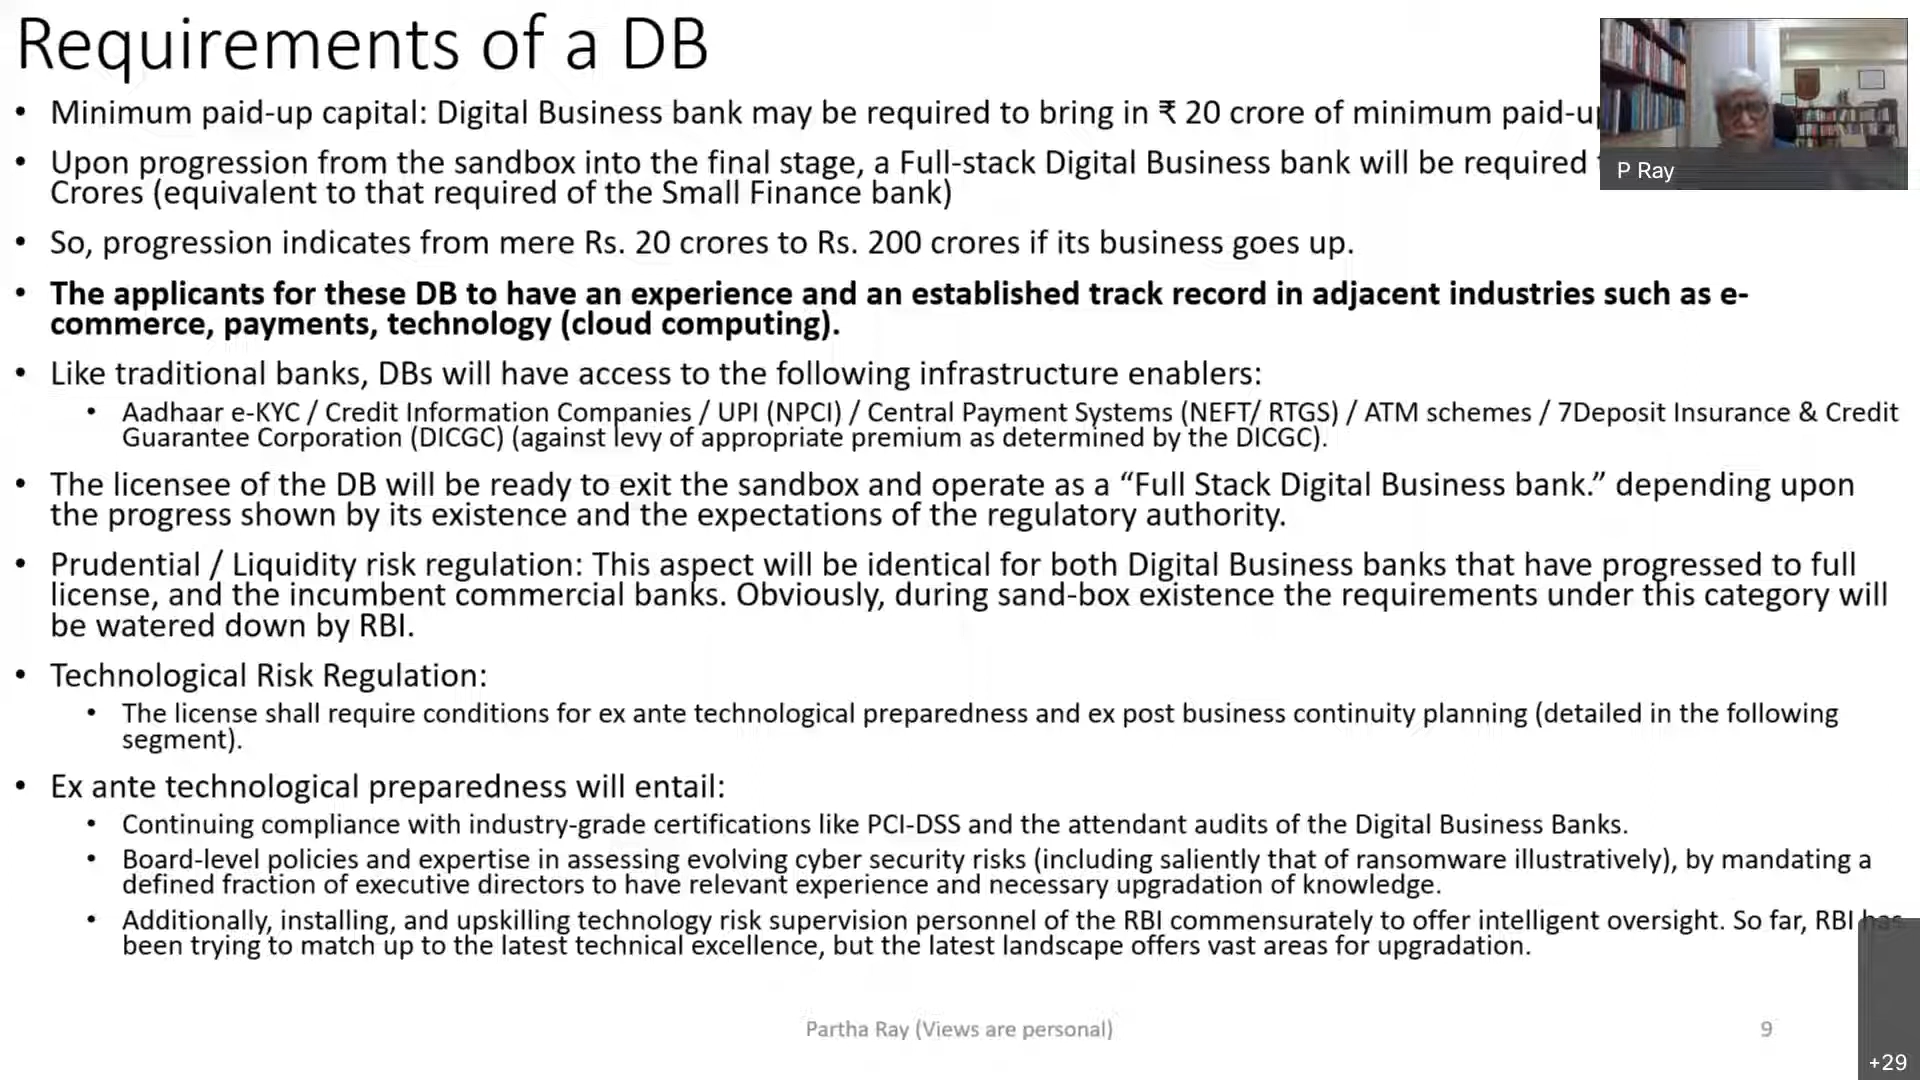 Requirements of a DB
• Minimum paid-up capital: Digital Business bank may be required to bring in ₹ 20 crore of minimum paid-up
• Upon progression from the sandbox into the final stage, a Full-stack Digital Business bank will be required
Crores (equivalent to that required of the Small Finance bank)
• So, progression indicates from mere Rs. 20 crores to Rs. 200 crores if its business goes up.
• The applicants for these DB to have an experience and an established track record in adjacent industries such as e-
commerce, payments, technology (cloud computing).
• Like traditional banks, DBs will have access to the following infrastructure enablers:
• Aadhaar e-KYC / Credit Information Companies / UPI (NPCI) / Central Payment Systems (NEFT/ RTGS) / ATM schemes / 7Deposit Insurance & Credit
Guarantee Corporation (DICGC) (against levy of appropriate premium as determined by the DICGC).
• The licensee of the DB will be ready to exit the sandbox and operate as a “Full Stack Digital Business bank.” depending upon
the progress shown by its existence and the expectations of the regulatory authority.
• Prudential / Liquidity risk regulation: This aspect will be identical for both Digital Business banks that have progressed to full
license, and the incumbent commercial banks. Obviously, during sand-box existence the requirements under this category will
be watered down by RBI.
• Technological Risk Regulation:
• The license shall require conditions for ex ante technological preparedness and ex post business continuity planning (detailed in the following
segment).
• Ex ante technological preparedness will entail:
• Continuing compliance with industry-grade certifications like PCI-DSS and the attendant audits of the Digital Business Banks.
• Board-level policies and expertise in assessing evolving cyber security risks (including saliently that of ransomware illustratively), by mandating a
defined fraction of executive directors to have relevant experience and necessary upgradation of knowledge.
• Additionally, installing, and upskilling technology risk supervision personnel of the RBI commensurately to offer intelligent oversight. So far, RBI has
been trying to match up to the latest technical excellence, but the latest landscape offers vast areas for upgradation.
Partha Ray (Views are personal)
9
P Ray
+29